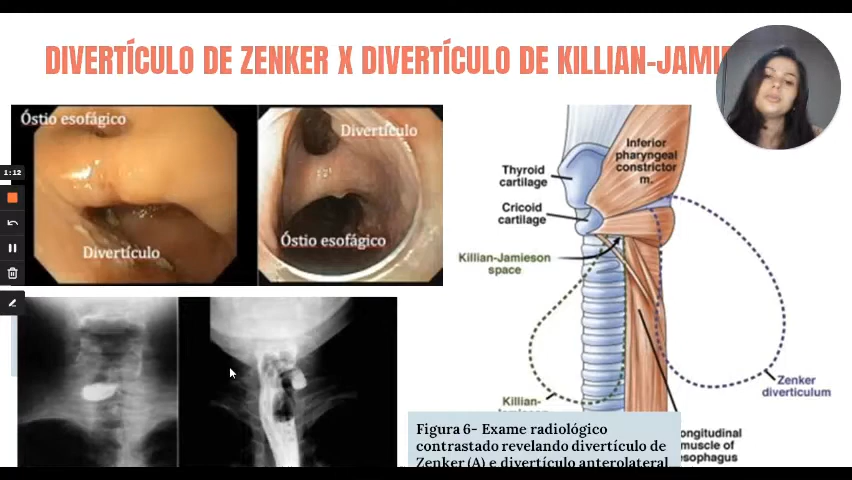 DIVERTÍCULO DE ZENKER X DIVERTÍCULO DE KILLIAN-JAMI
Óstio esofágico
Divertículo
Divertículo
Óstio esofágico
1:12
Inferior
pharyngeal
constrictor
m.
Thyroid
cartilage
Cricoid
cartilage
Killian-Jamieson
space
Zenker
diverticulum
Killian-
Jamieson
ongitudinal
muscle of
esophagus
Figura 6- Exame radiológico
contrastado revelando divertículo de
Zenker (A) e divertículo anterolateral